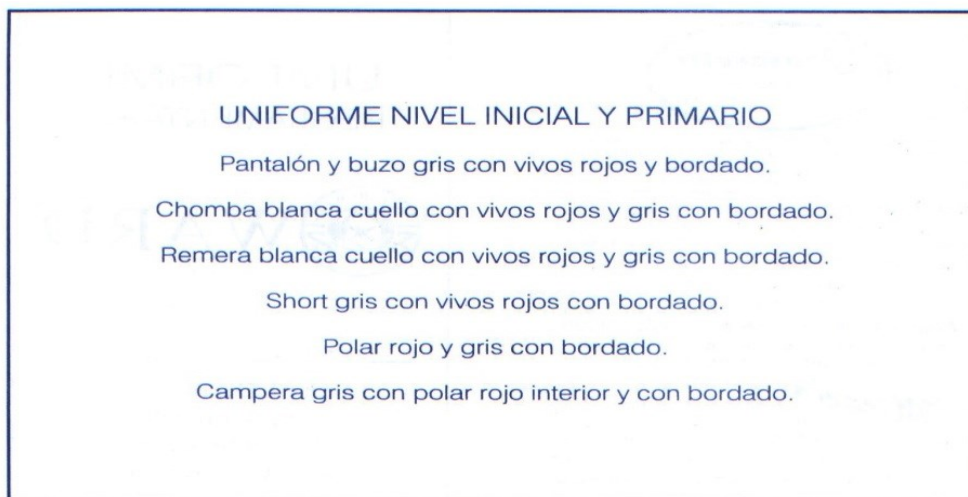 UNIFORME NIVEL INICIAL Y PRIMARIO
Pantalón y buzo gris con vivos rojos y bordado.
Chomba blanca cuello con vivos rojos y gris con bordado.
Remera blanca cuello con vivos rojos y gris con bordado.
Short gris con vivos rojos con bordado.
Polar rojo y gris con bordado.
Campera gris con polar rojo interior y con bordado.